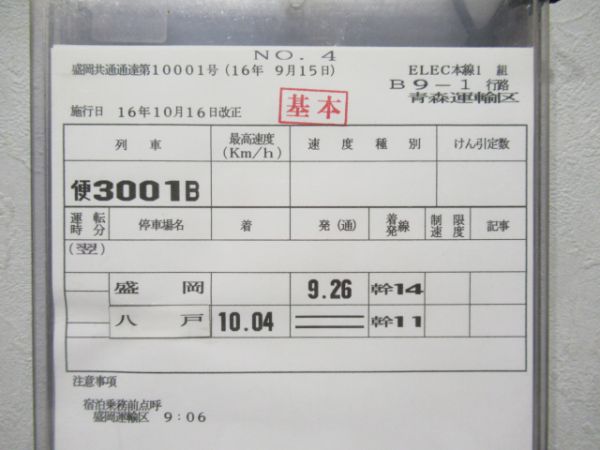 NO. 4
盛岡共通通達第10001号 (16年 9月15日)
ELEC本線1 組
B9-1 行路
青森運輸区
施行日 16年10月16日改正
基本
列車 最高速度(Km/h) 速度種別 けん引定数
便3001B
運転時分 停車場名 着 発(通) 着発線 制限速度 記事
(翌)
盛岡 9.26 幹14
八戸 10.04 幹11
注意事項
宿泊乗務前点呼
盛岡運輸区 9:06